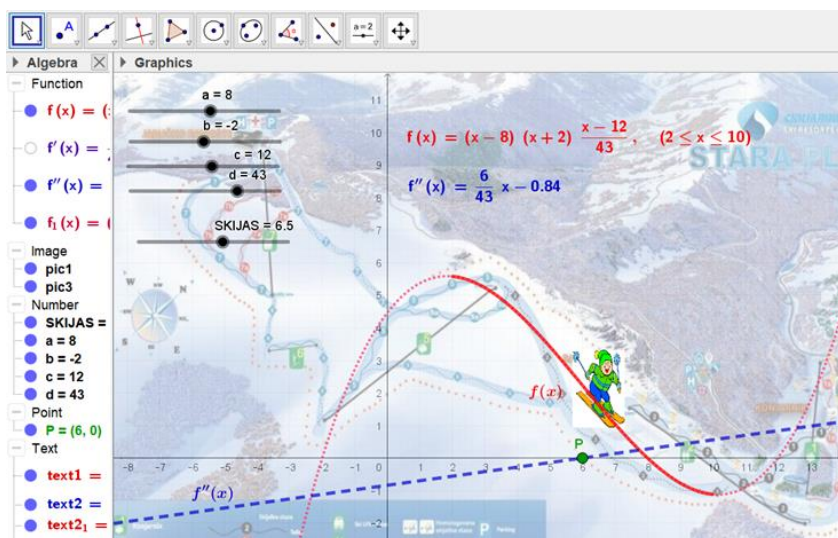 a = 2
Algebra
Graphics
Function
f(x) = (
f′(x) =
f″(x) =
f₁(x) = (
Image
pic1
pic3
Number
SKIJAS =
a = 8
b = -2
c = 12
d = 43
Point
P = (6, 0)
Text
text1 =
text2 =
text2₁ =
a = 8
b = -2
c = 12
d = 43
SKIJAS = 6.5
f(x) = (x−8) (x+2) (x−12)/43 , (2 ≤ x ≤ 10)
f″(x) = 6/43 x−0.84
STARA
11
10
9
8
7
6
5
4
3
2
1
f(x)
P
-8 -7 -6 -5 -4 -3 -2 -1 0 1 2 3 4 5 6 7 8 9 10 11 12 13
f″(x)
-1
-2
P